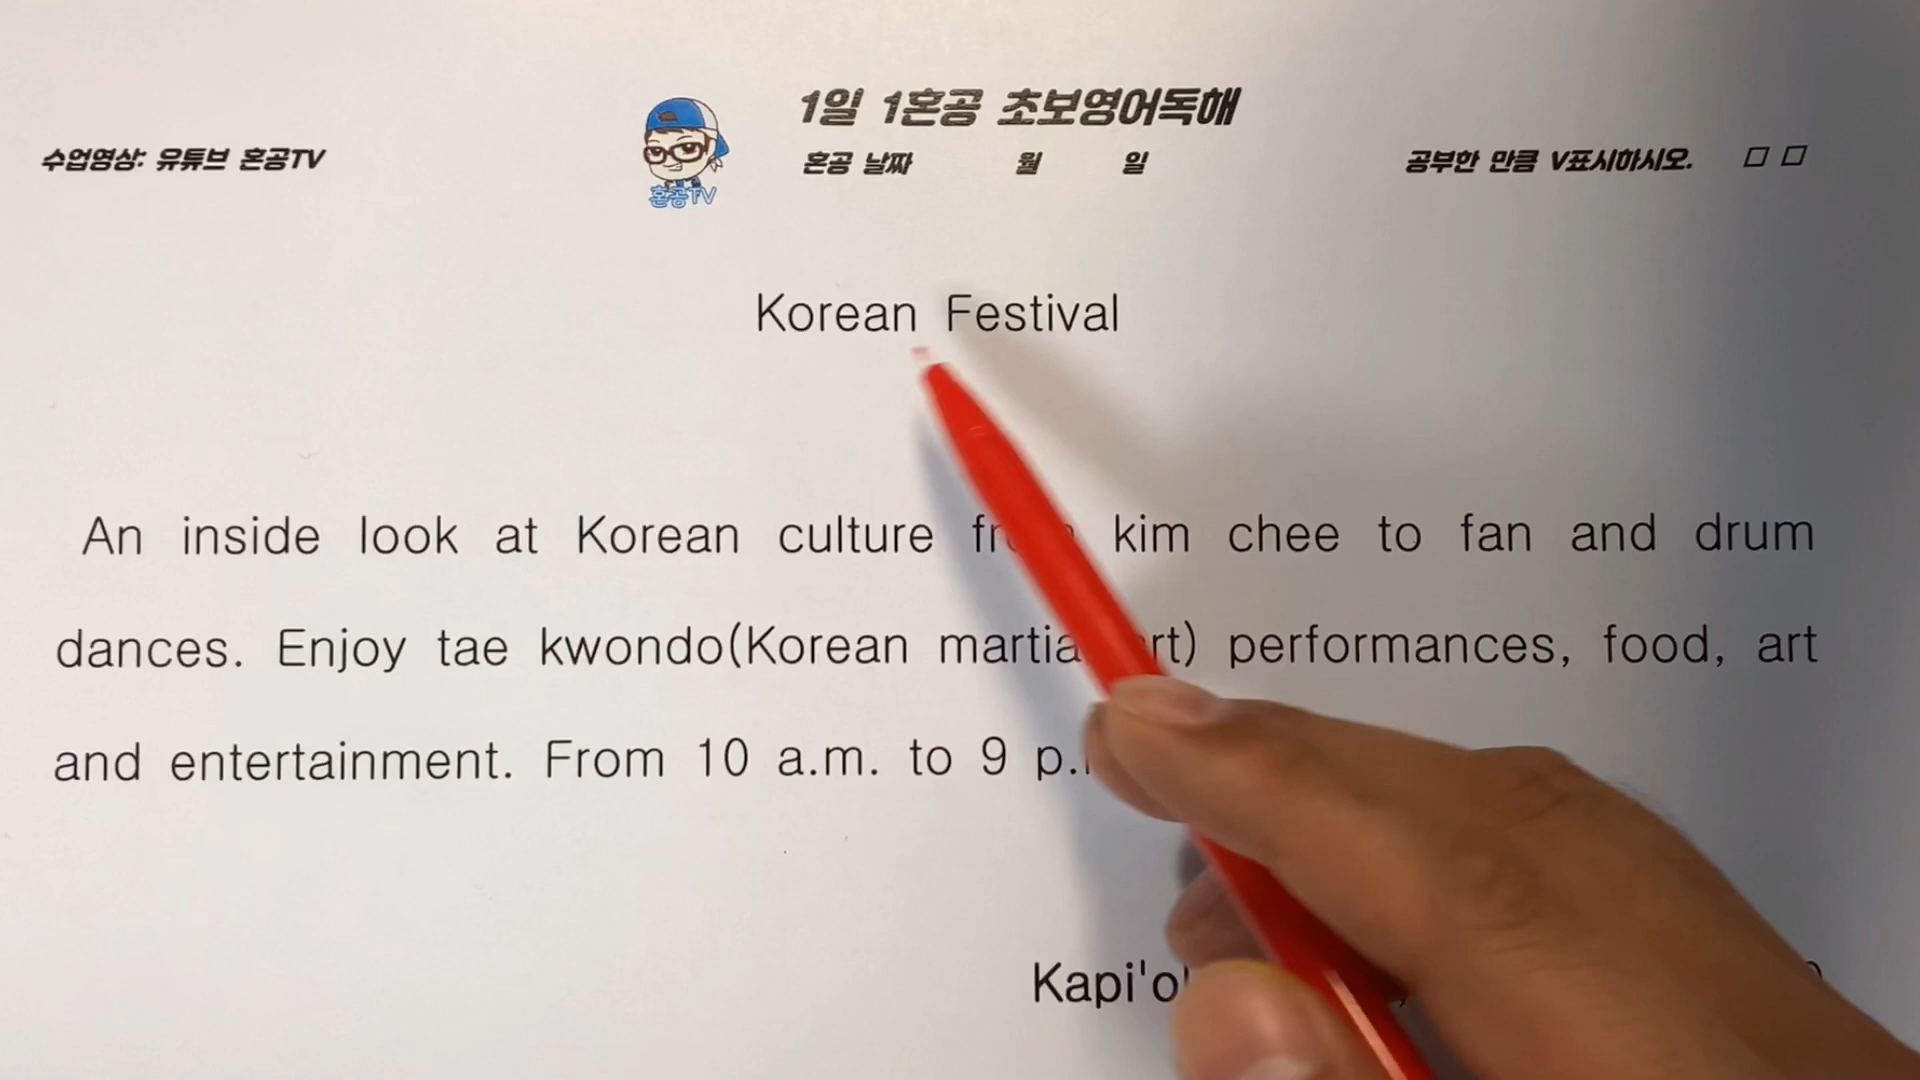 1일 1혼공 초보영어독해
수업영상: 유튜브 혼공TV
혼공TV
혼공 날짜 월 일
공부한 만큼 V표시하시오. □ □
Korean Festival
An inside look at Korean culture kim chee to fan and drum
dances. Enjoy tae kwondo(Korean performances, food, art
and entertainment. From 10 a.m. to 9